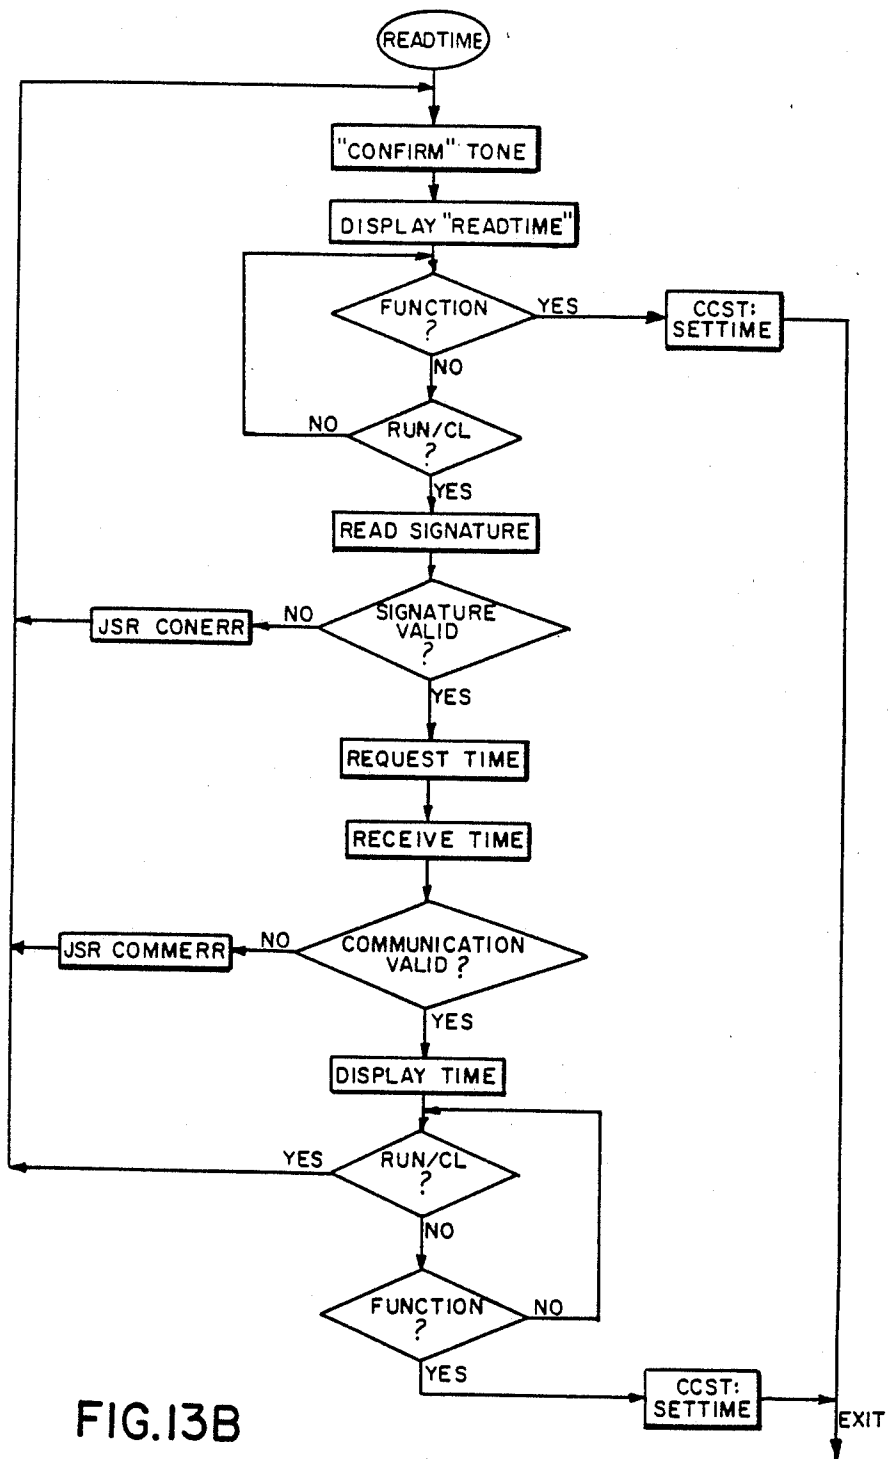 READTIME
"CONFIRM" TONE
DISPLAY "READTIME"
FUNCTION
?
YES
CCST:
SETTIME
NO
RUN/CL
?
NO
YES
READ SIGNATURE
SIGNATURE
VALID
?
NO
JSR CONERR
YES
REQUEST TIME
RECEIVE TIME
COMMUNICATION
VALID ?
NO
JSR COMMERR
YES
DISPLAY TIME
RUN/CL
?
YES
NO
FUNCTION
?
NO
YES
CCST:
SETTIME
EXIT
FIG.13B